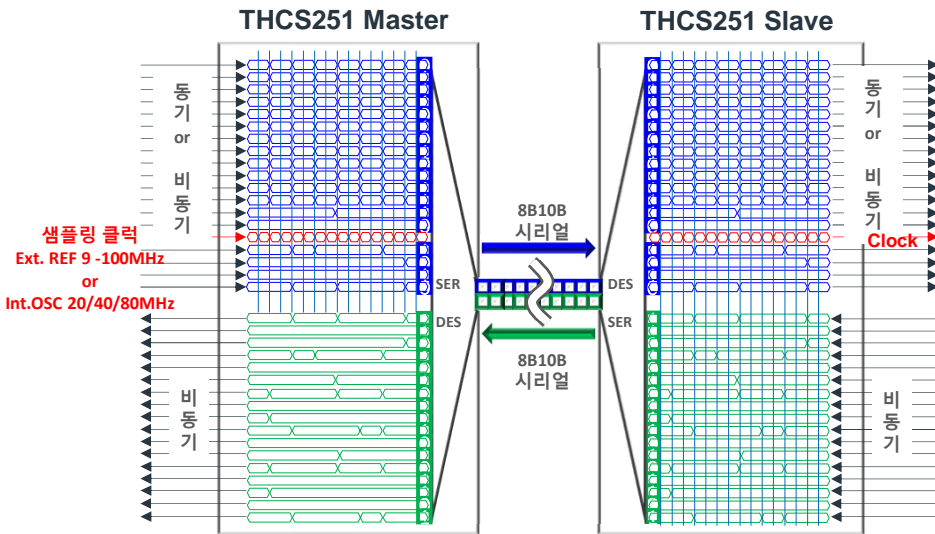 THCS251 Master
THCS251 Slave
동
기
or
비
동
기
샘플링 클럭
Ext. REF 9 -100MHz
or
Int.OSC 20/40/80MHz
SER
DES
비
동
기
8B10B
시리얼
8B10B
시리얼
DES
SER
동
기
or
비
동
기
Clock
비
동
기